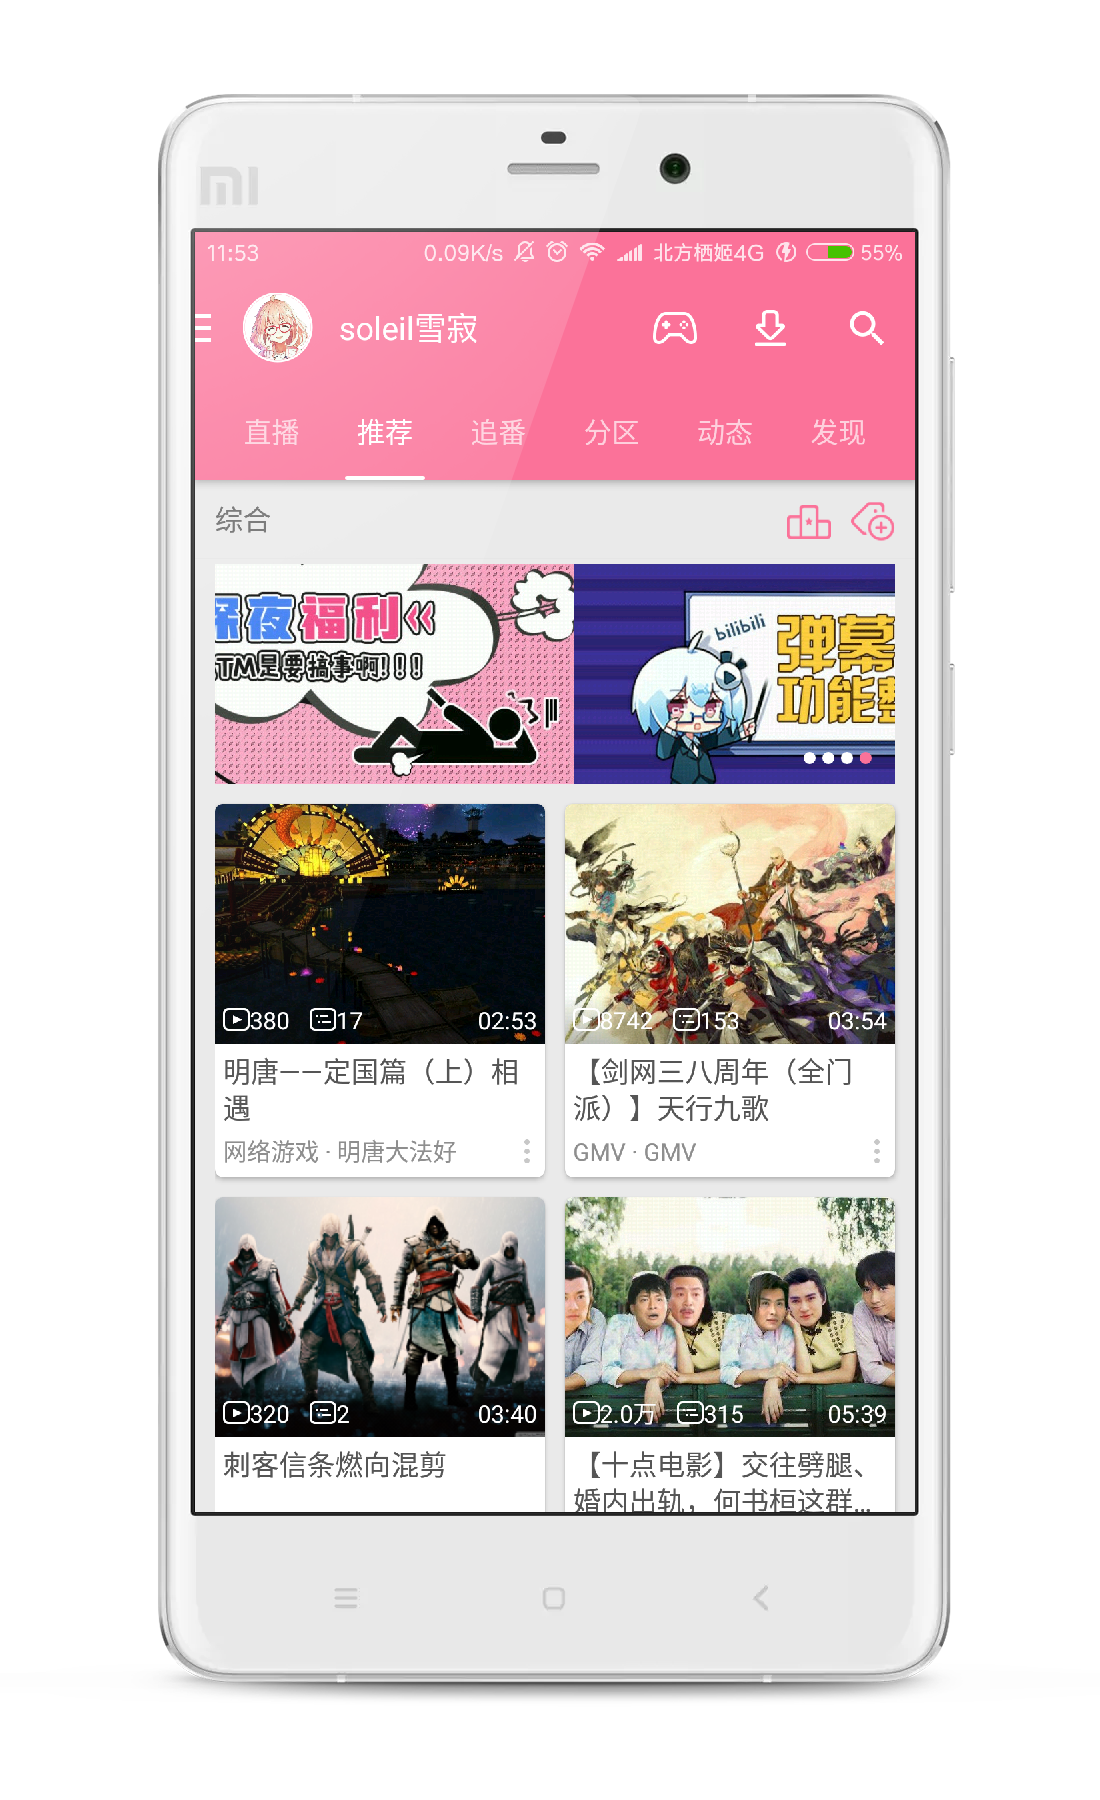 MI
11:53 0.09K/s 北方栖姬4G 55%
soleil雪寂
直播 推荐 追番 分区 动态 发现
综合
深夜福利
ATM是要搞事啊!!!
bilibili
弹幕
功能整
380 17 02:53
8742 153 03:54
明唐——定国篇（上）相
遇
网络游戏 · 明唐大法好
【剑网三八周年（全门
派）】天行九歌
GMV · GMV
320 2 03:40
2.0万 315 05:39
刺客信条燃向混剪
【十点电影】交往劈腿、
婚内出轨，何书桓这群...